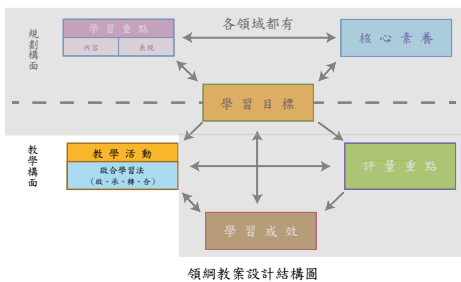 規劃構面
學習重點
內容 表現
各領域都有
核心素養
學習目標
教學構面
教學活動
啟合學習法
(啟、承、轉、合)
評量重點
學習成效
領綱教案設計結構圖